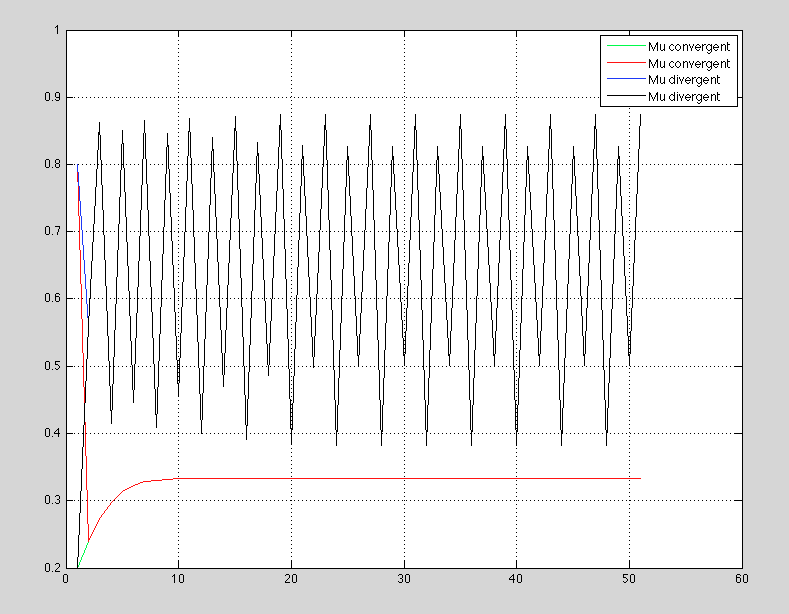 1
0.9
0.8
0.7
0.6
0.5
0.4
0.3
0.2
0 10 20 30 40 50 60
Mu convergent
Mu convergent
Mu divergent
Mu divergent